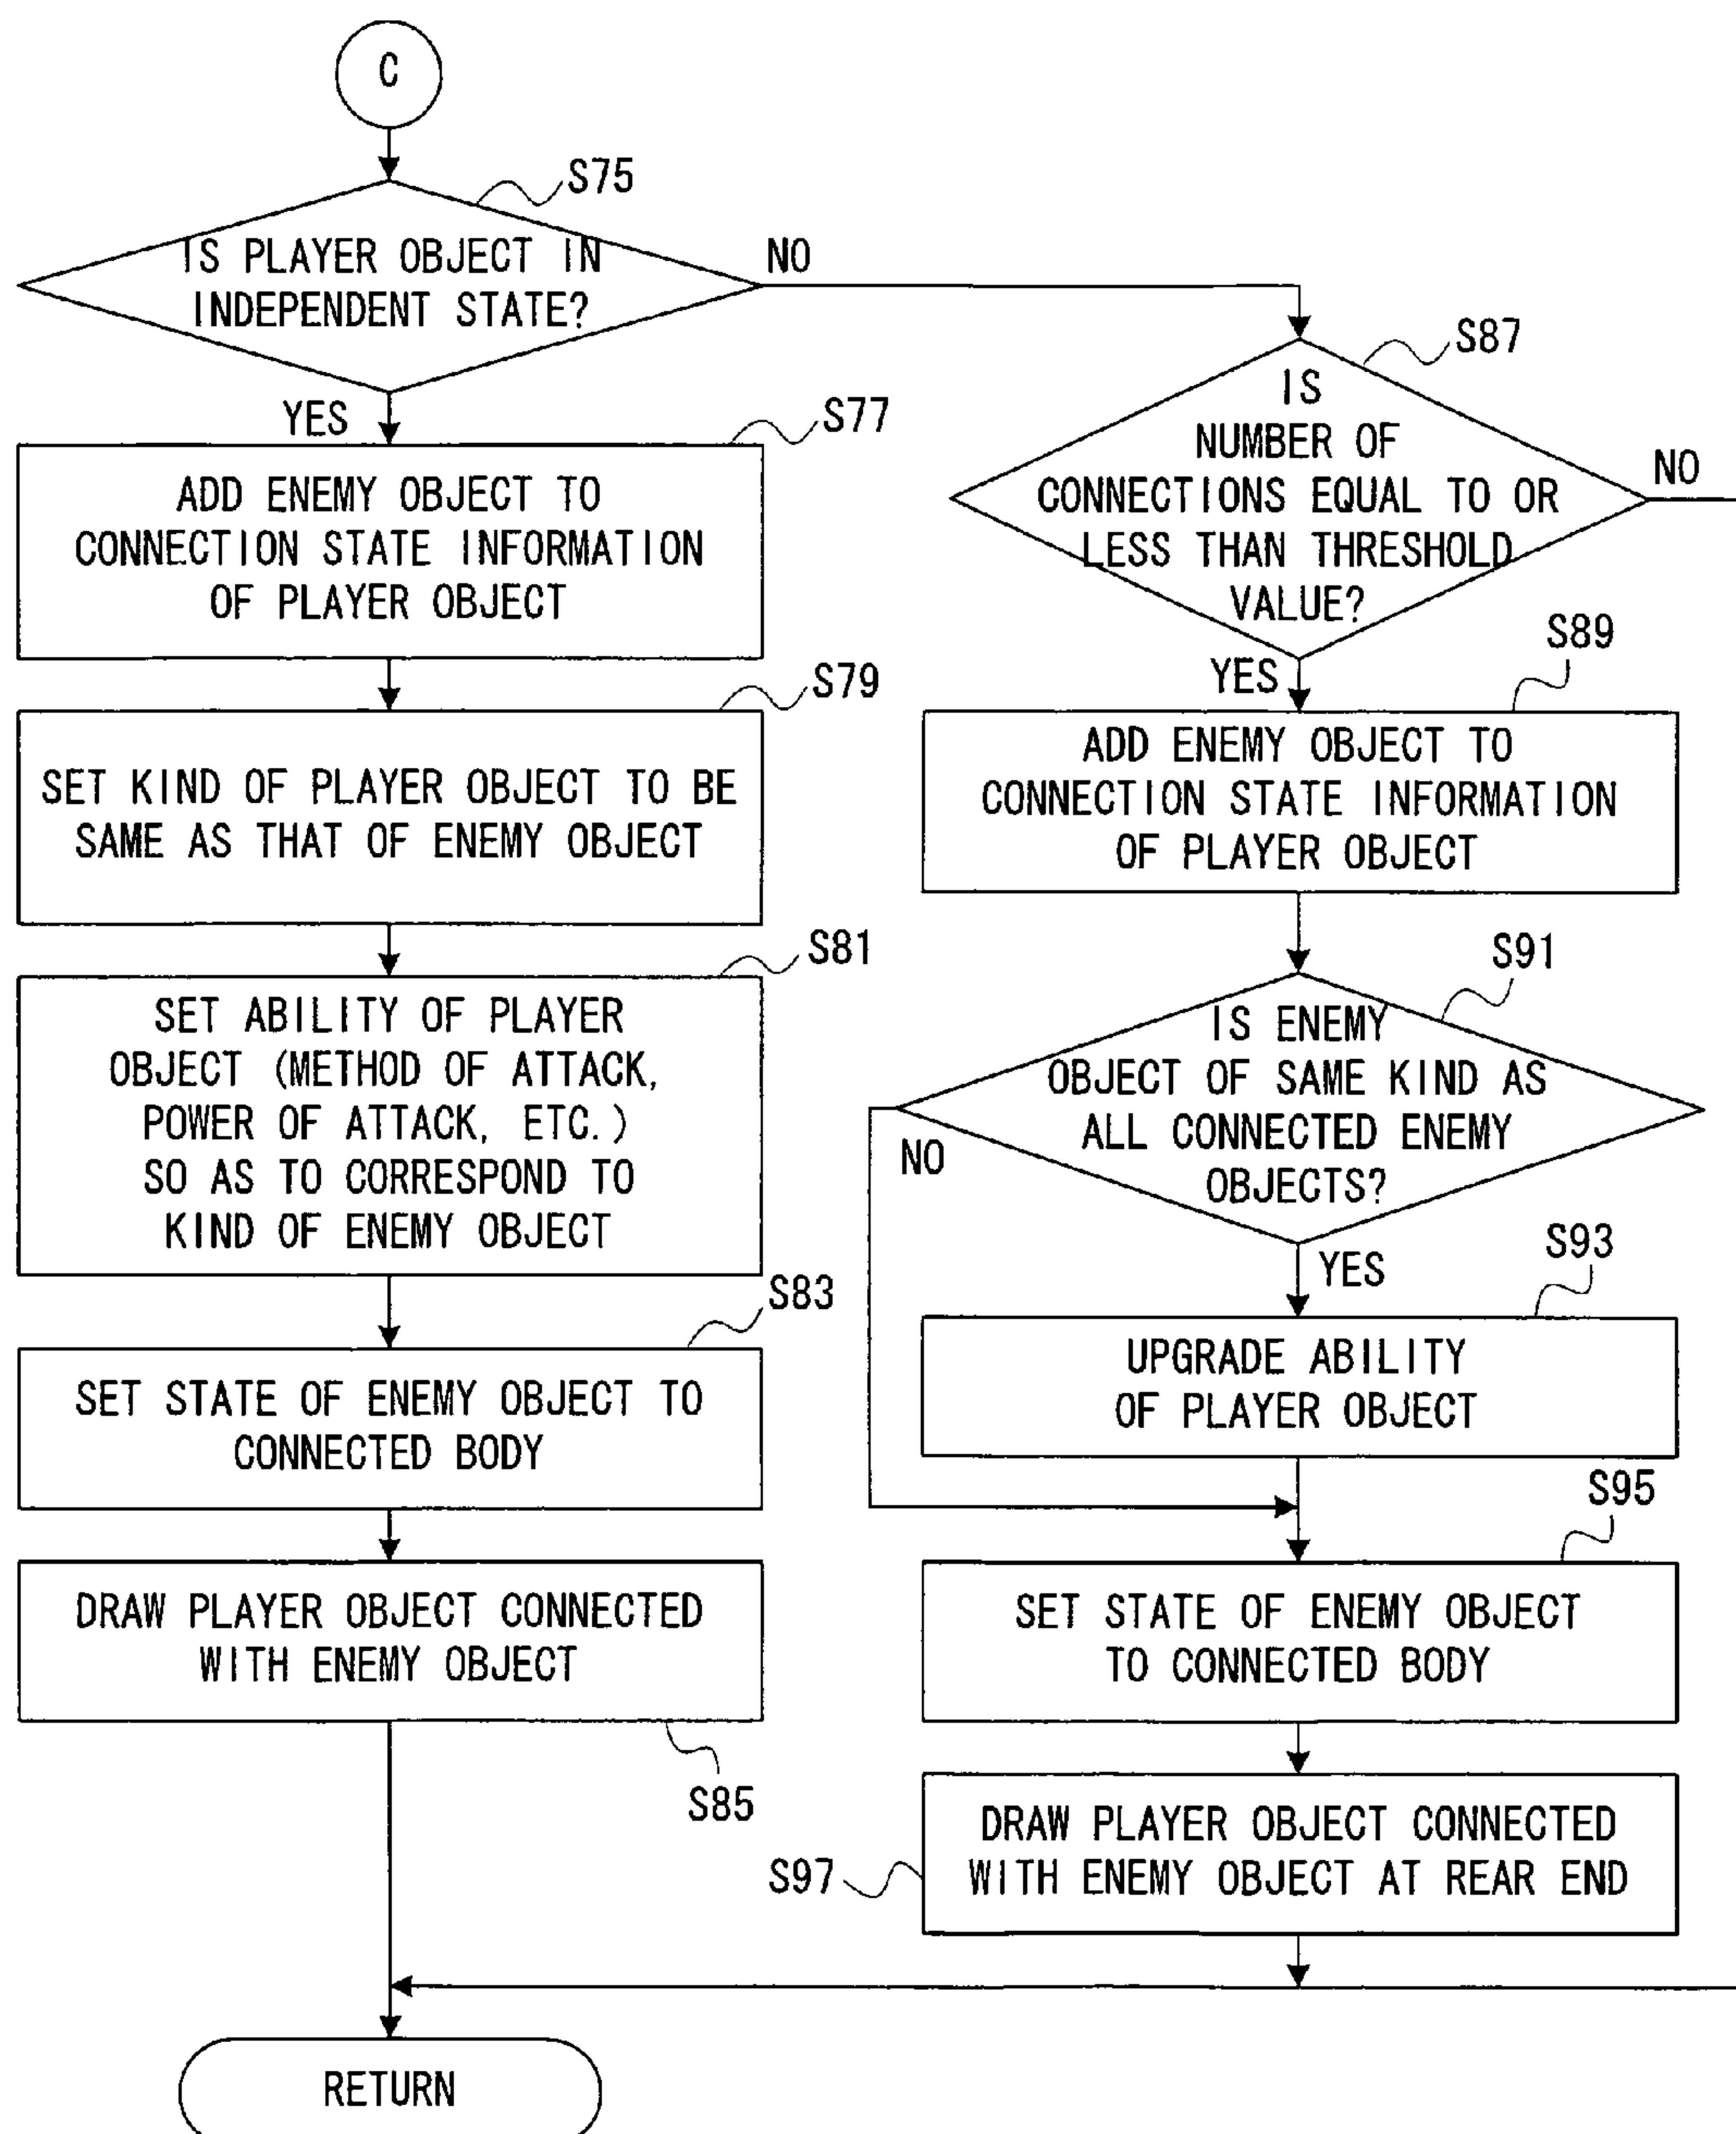 C
S75
IS PLAYER OBJECT IN
INDEPENDENT STATE?
NO
YES
S77
ADD ENEMY OBJECT TO
CONNECTION STATE INFORMATION
OF PLAYER OBJECT
S79
SET KIND OF PLAYER OBJECT TO BE
SAME AS THAT OF ENEMY OBJECT
S81
SET ABILITY OF PLAYER
OBJECT (METHOD OF ATTACK,
POWER OF ATTACK, ETC.)
SO AS TO CORRESPOND TO
KIND OF ENEMY OBJECT
S83
SET STATE OF ENEMY OBJECT TO
CONNECTED BODY
DRAW PLAYER OBJECT CONNECTED
WITH ENEMY OBJECT
S85
S87
IS
NUMBER OF
CONNECTIONS EQUAL TO OR
LESS THAN THRESHOLD
VALUE?
NO
YES
S89
ADD ENEMY OBJECT TO
CONNECTION STATE INFORMATION
OF PLAYER OBJECT
S91
IS ENEMY
OBJECT OF SAME KIND AS
ALL CONNECTED ENEMY
OBJECTS?
NO
YES
S93
UPGRADE ABILITY
OF PLAYER OBJECT
S95
SET STATE OF ENEMY OBJECT
TO CONNECTED BODY
S97
DRAW PLAYER OBJECT CONNECTED
WITH ENEMY OBJECT AT REAR END
RETURN